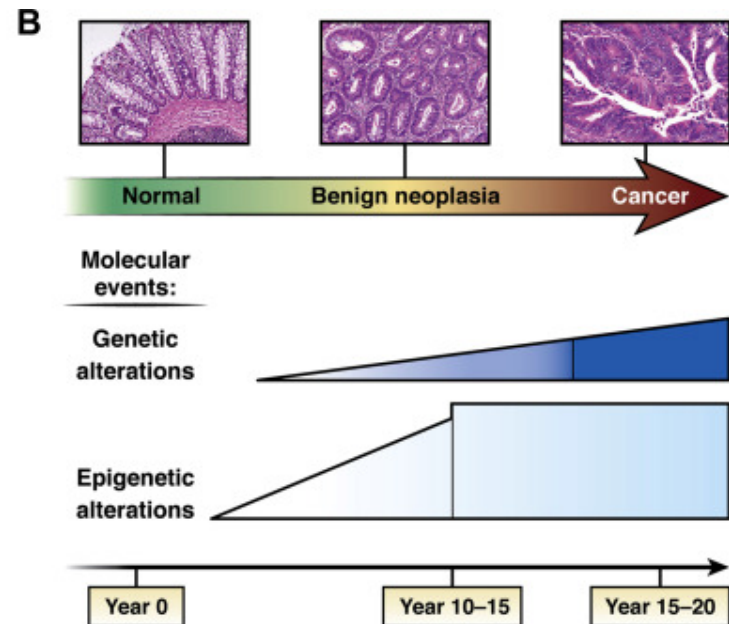 B
Normal
Benign neoplasia
Cancer
Molecular
events:
Genetic
alterations
Epigenetic
alterations
Year 0
Year 10–15
Year 15–20